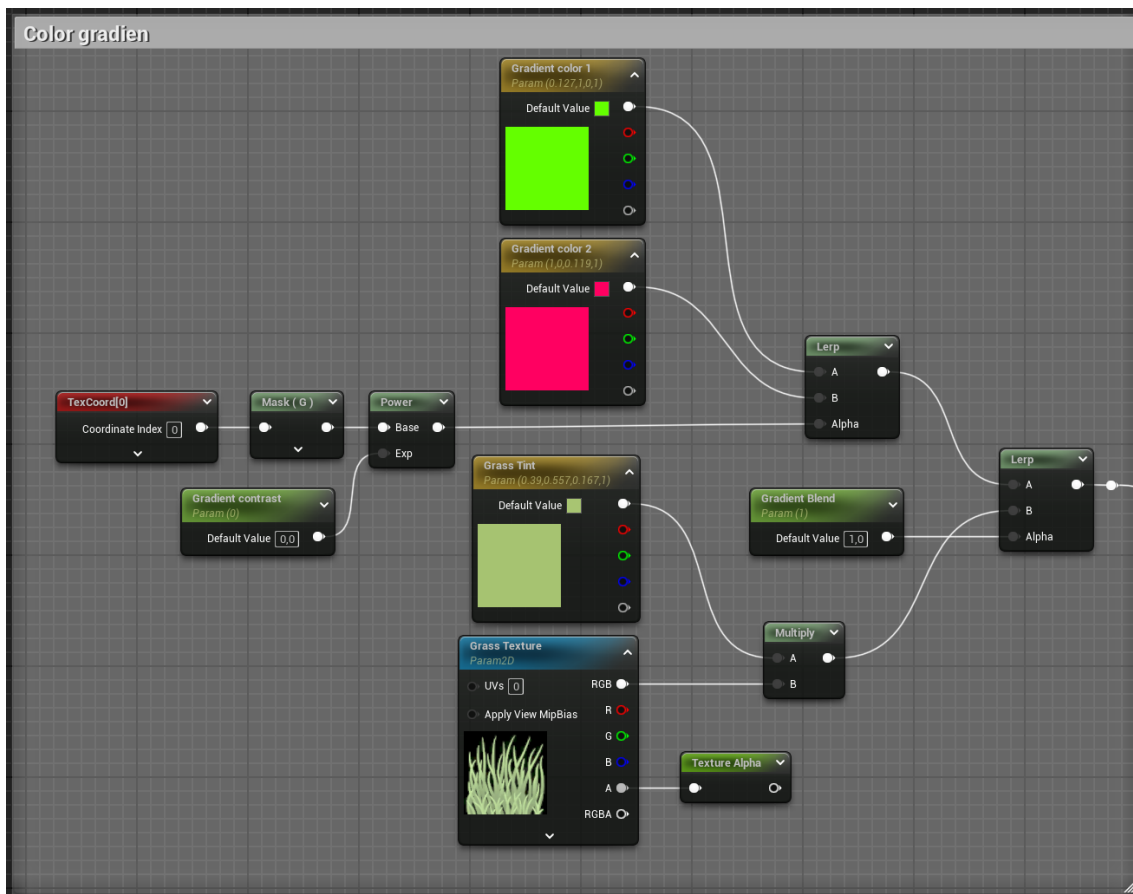 Color gradien
Gradient color 1
Param (0.127,1,0,1)
Default Value
Gradient color 2
Param (1,0,0.119,1)
Default Value
Lerp
A
B
Alpha
TexCoord[0]
Coordinate Index 0
Mask ( G )
Power
Base
Exp
Gradient contrast
Param (0)
Default Value 0,0
Grass Tint
Param (0.39,0.557,0.167,1)
Default Value
Gradient Blend
Param (1)
Default Value 1,0
Lerp
A
B
Alpha
Multiply
A
B
Grass Texture
Param2D
UVs 0
RGB
Apply View MipBias
R
G
B
A
RGBA
Texture Alpha